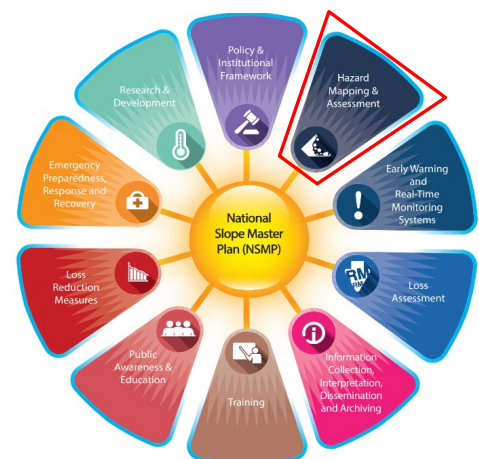 Policy &
Institutional
Framework
Hazard
Mapping &
Assessment
Early Warning
and
Real-Time
Monitoring
Systems
RM
RM
Loss
Assessment
Information
Collection,
Interpretation,
Dissemination
and Archiving
Training
Public
Awareness &
Education
Loss
Reduction
Measures
Emergency
Preparedness,
Response and
Recovery
Research &
Development
National
Slope Master
Plan (NSMP)